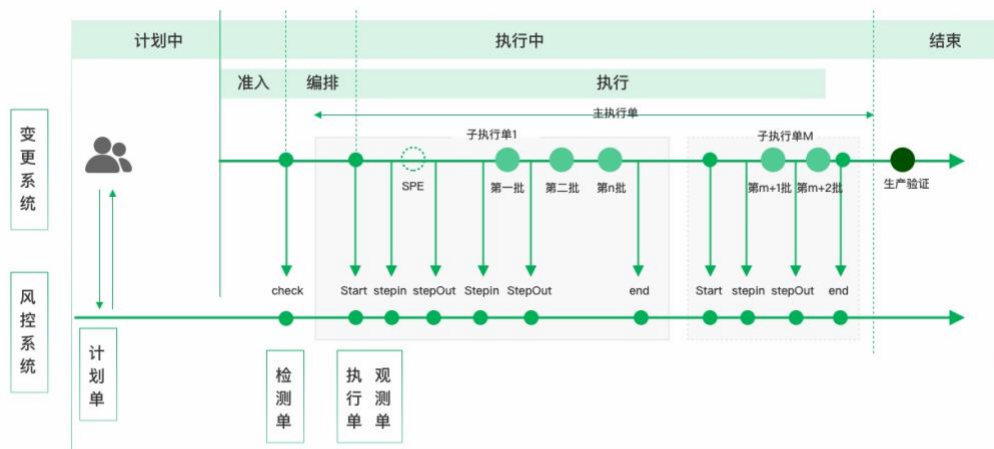 计划中
执行中
结束
准入
编排
执行
主执行单
变更系统
子执行单1
子执行单M
SPE
第一批
第二批
第n批
第m+1批
第m+2批
生产验证
check
Start
stepin
stepOut
Stepin
StepOut
end
Start
stepin
stepOut
end
风控系统
计划单
检测单
执行单
观测单